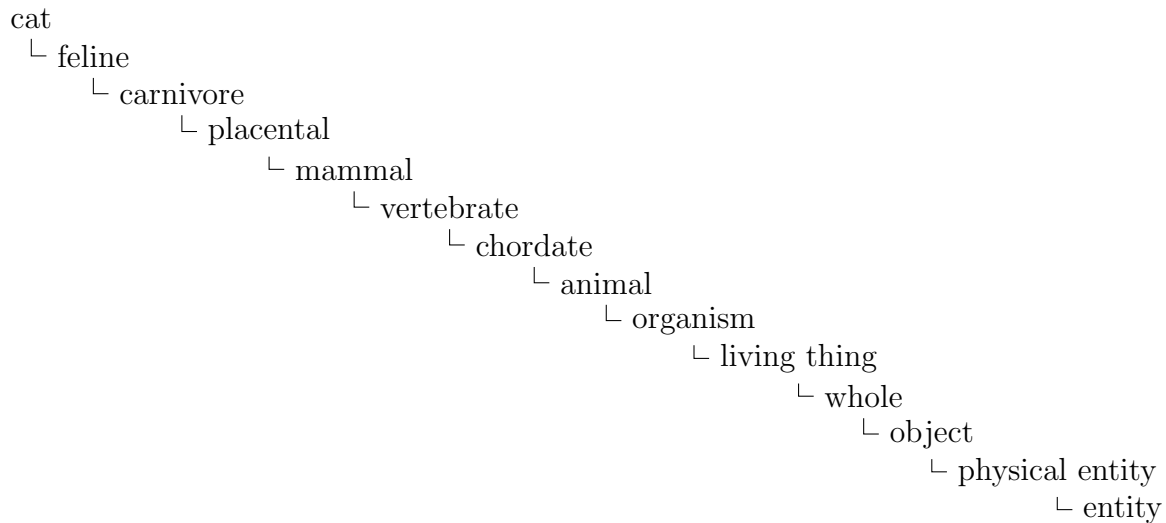 cat
feline
carnivore
placental
mammal
vertebrate
chordate
animal
organism
living thing
whole
object
physical entity
entity